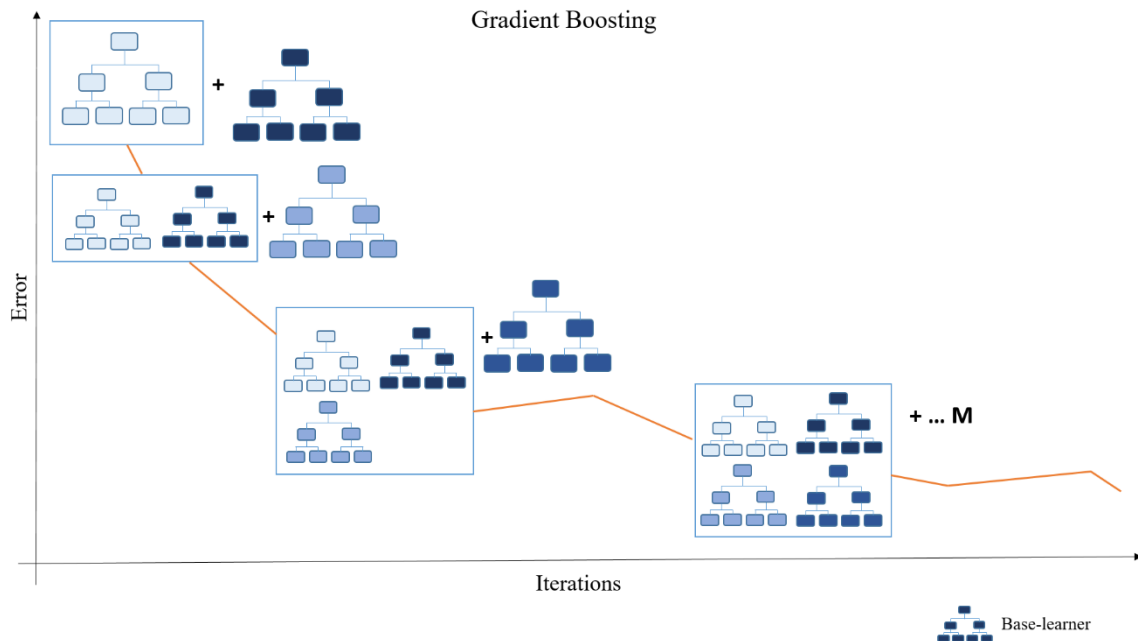 Gradient Boosting
+
+
+
+ ... M
Error
Iterations
Base-learner